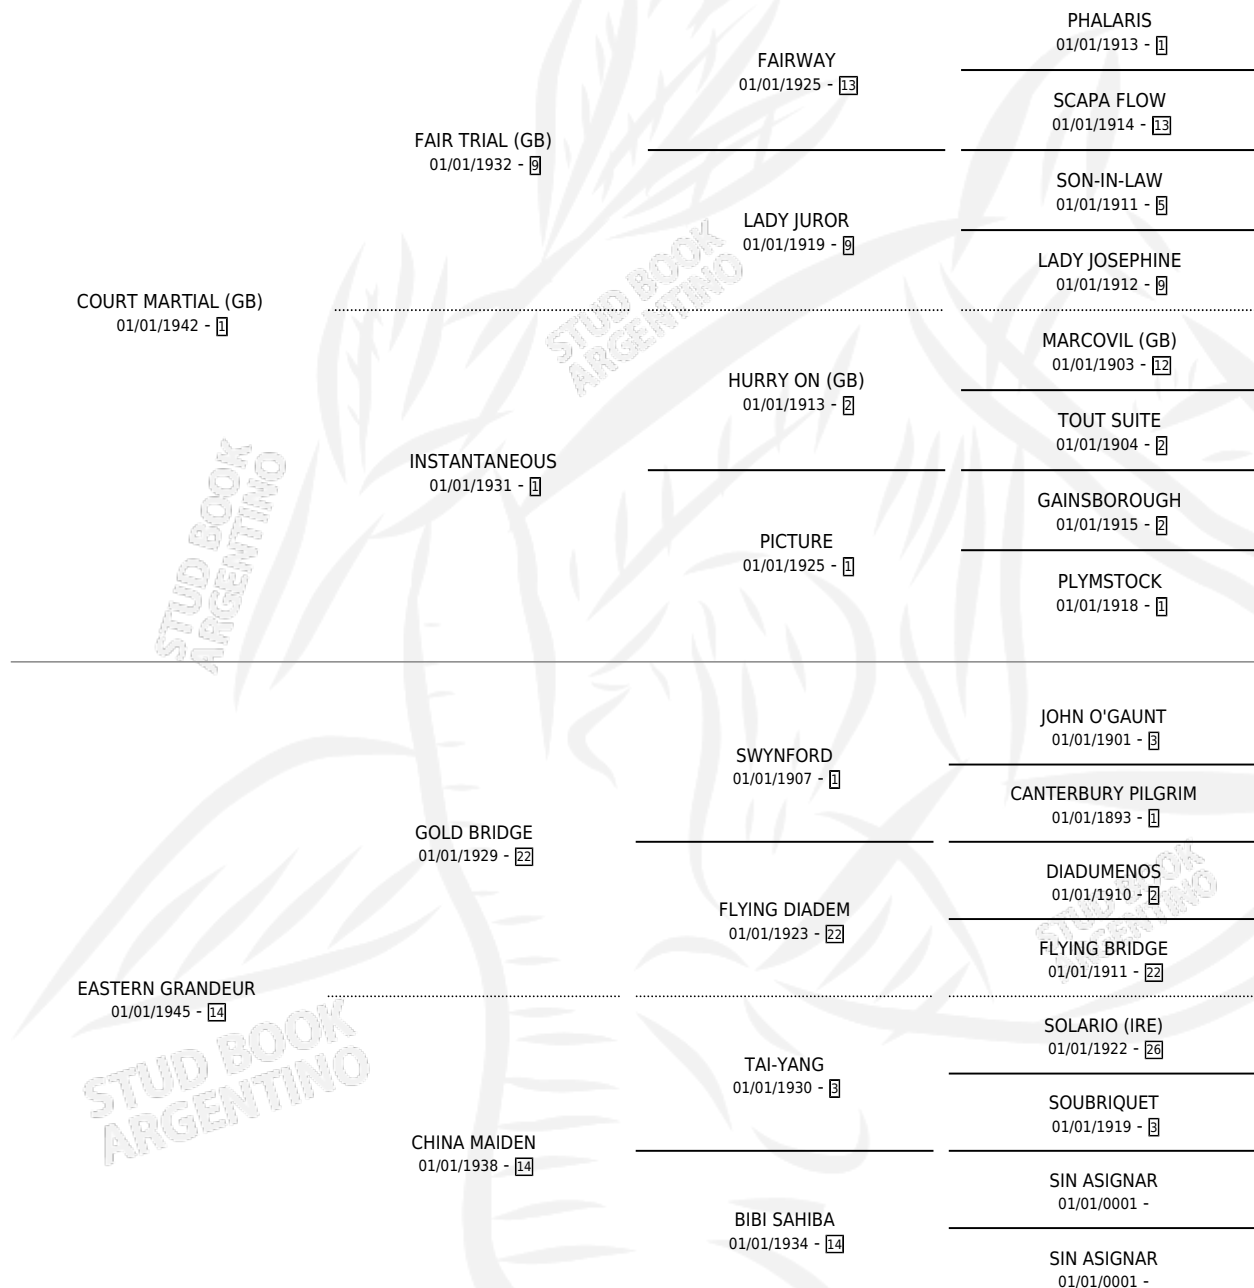 PHALARIS
01/01/1913 - 1
FAIRWAY
01/01/1925 - 13
SCAPA FLOW
01/01/1914 - 13
FAIR TRIAL (GB)
01/01/1932 - 9
SON-IN-LAW
01/01/1911 - 5
LADY JUROR
01/01/1919 - 9
LADY JOSEPHINE
01/01/1912 - 9
COURT MARTIAL (GB)
01/01/1942 - 1
MARCOVIL (GB)
01/01/1903 - 12
HURRY ON (GB)
01/01/1913 - 2
TOUT SUITE
01/01/1904 - 2
INSTANTANEOUS
01/01/1931 - 1
GAINSBOROUGH
01/01/1915 - 2
PICTURE
01/01/1925 - 1
PLYMSTOCK
01/01/1918 - 1
STUD BOOK
ARGENTINO
STUD BOOK
ARGENTINO
JOHN O'GAUNT
01/01/1901 - 3
SWYNFORD
01/01/1907 - 1
CANTERBURY PILGRIM
01/01/1893 - 1
GOLD BRIDGE
01/01/1929 - 22
DIADUMENOS
01/01/1910 - 2
FLYING DIADEM
01/01/1923 - 22
FLYING BRIDGE
01/01/1911 - 22
EASTERN GRANDEUR
01/01/1945 - 14
SOLARIO (IRE)
01/01/1922 - 26
TAI-YANG
01/01/1930 - 3
SOUBRIQUET
01/01/1919 - 3
CHINA MAIDEN
01/01/1938 - 14
SIN ASIGNAR
01/01/0001 -
BIBI SAHIBA
01/01/1934 - 14
SIN ASIGNAR
01/01/0001 -
STUD BOOK
ARGENTINO
STUD BOOK
ARGENTINO